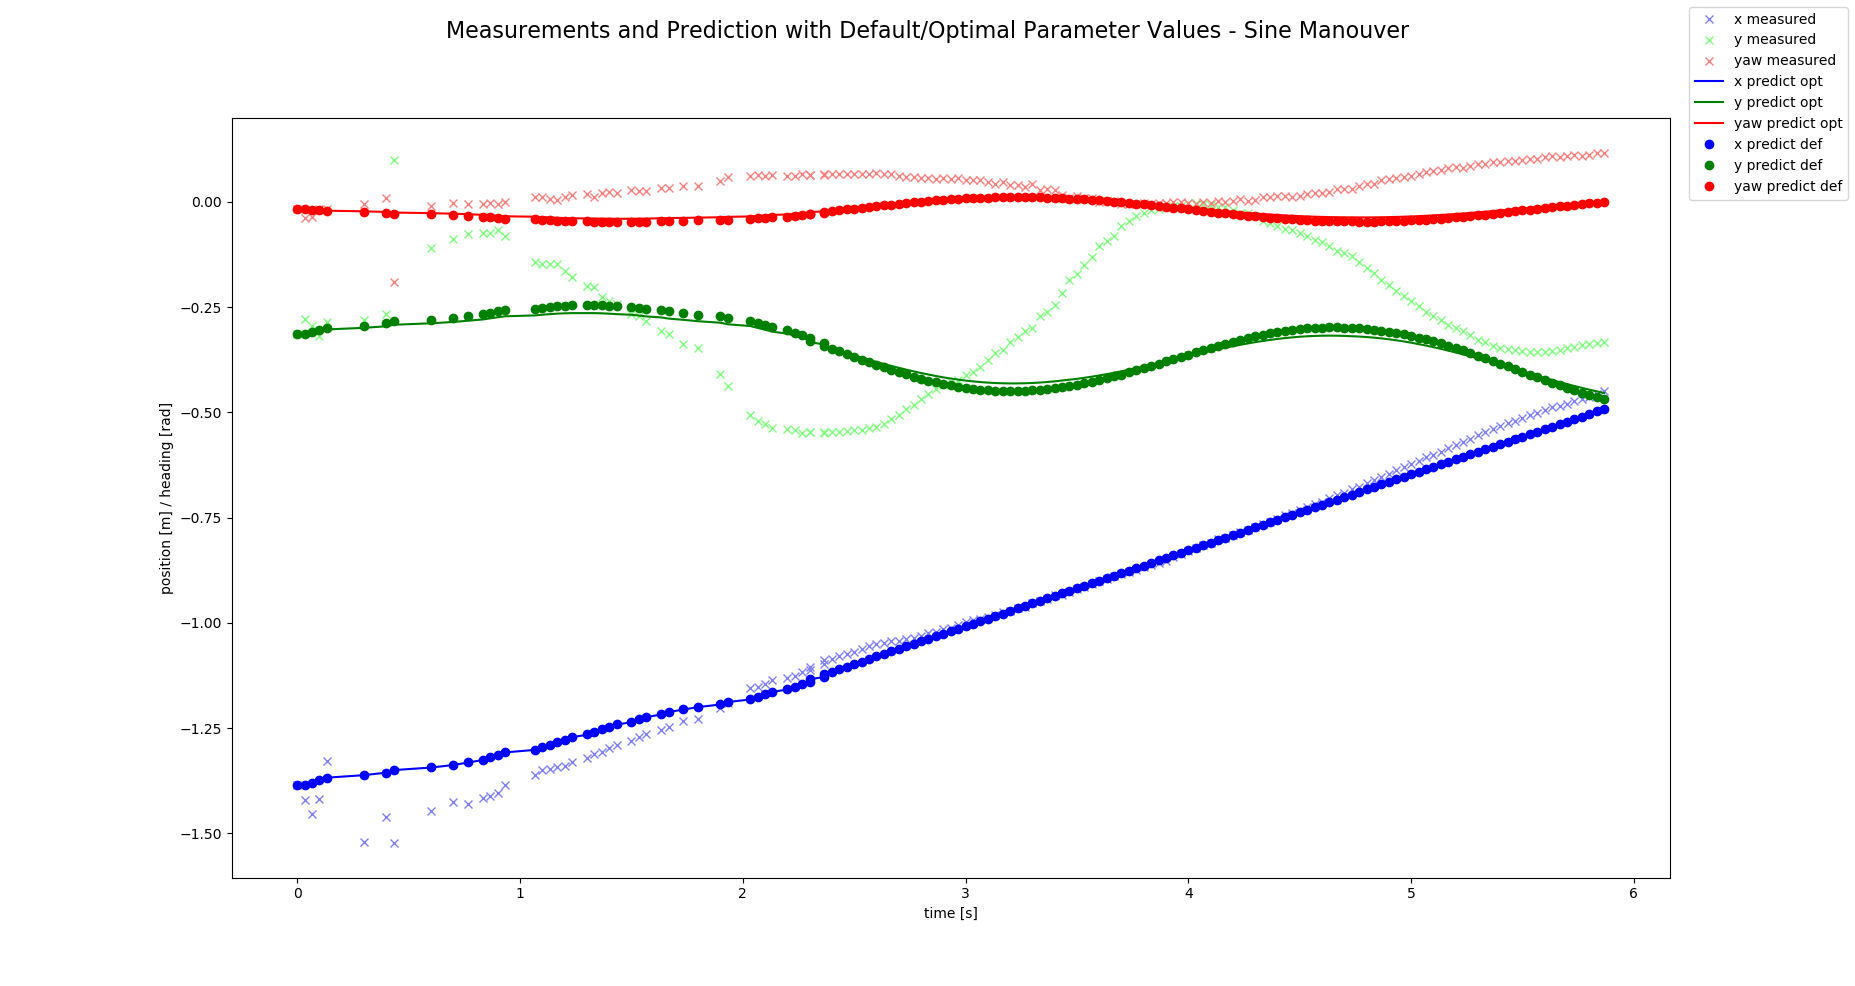 Measurements and Prediction with Default/Optimal Parameter Values - Sine Manouver
x measured
y measured
yaw measured
x predict opt
y predict opt
yaw predict opt
x predict def
y predict def
yaw predict def
0.00
−0.25
−0.50
−0.75
−1.00
−1.25
−1.50
position [m] / heading [rad]
0 1 2 3 4 5 6
time [s]